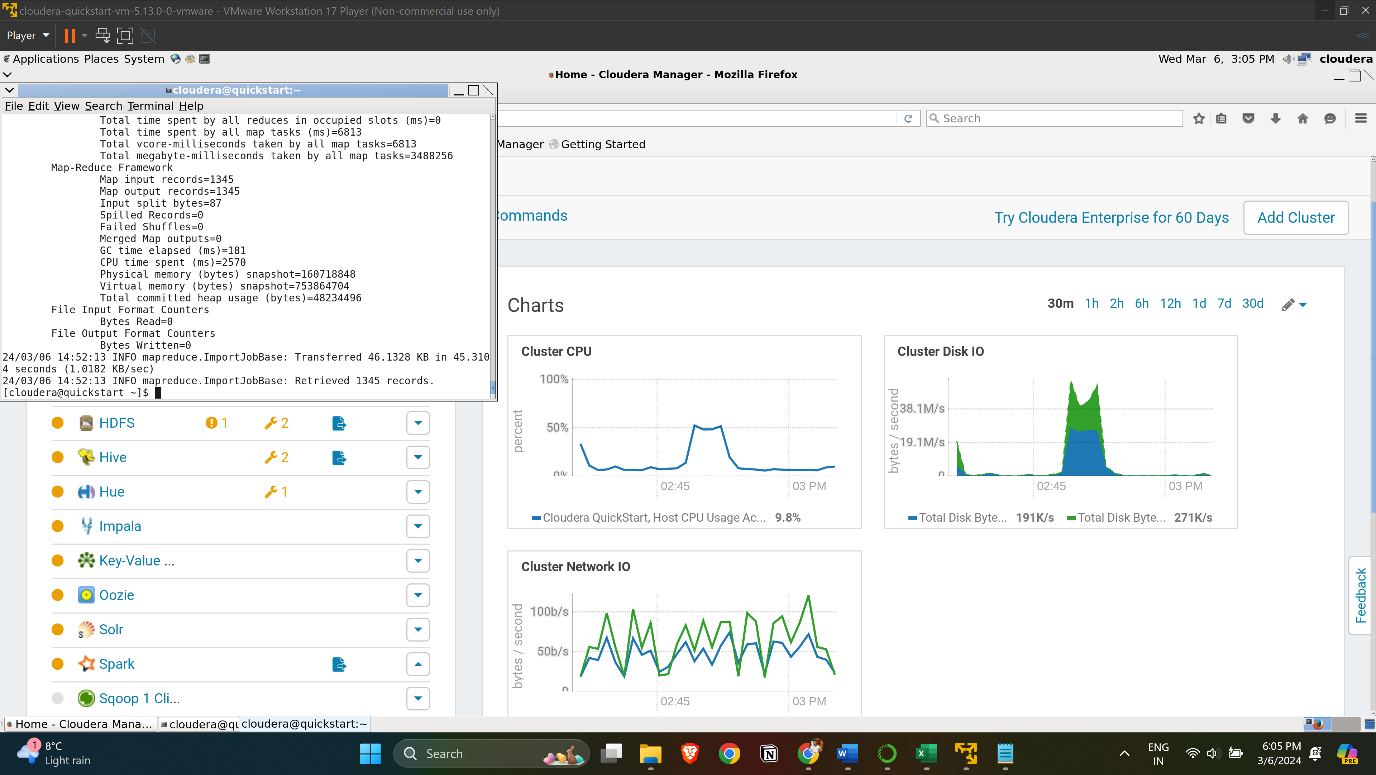 cloudera-quickstart-vm-5.13.0-0-vmware - VMware Workstation 17 Player (Non-commercial use only)
Player
Applications Places System
Wed Mar 6, 3:05 PM
cloudera
Home - Cloudera Manager - Mozilla Firefox
cloudera@quickstart:~
File Edit View Search Terminal Help
Total time spent by all reduces in occupied slots (ms)=0
Total time spent by all map tasks (ms)=6813
Total vcore-milliseconds taken by all map tasks=6813
Total megabyte-milliseconds taken by all map tasks=3488256
Map-Reduce Framework
Map input records=1345
Map output records=1345
Input split bytes=87
Spilled Records=0
Failed Shuffles=0
Merged Map outputs=0
GC time elapsed (ms)=181
CPU time spent (ms)=2570
Physical memory (bytes) snapshot=160718848
Virtual memory (bytes) snapshot=753864704
Total committed heap usage (bytes)=48234496
File Input Format Counters
Bytes Read=0
File Output Format Counters
Bytes Written=0
24/03/06 14:52:13 INFO mapreduce.ImportJobBase: Transferred 46.1328 KB in 45.310
4 seconds (1.0182 KB/sec)
24/03/06 14:52:13 INFO mapreduce.ImportJobBase: Retrieved 1345 records.
[cloudera@quickstart ~]$
Search
Manager Getting Started
ommands
Try Cloudera Enterprise for 60 Days
Add Cluster
HDFS 1 2
Hive 2
Hue 1
Impala
Key-Value ...
Oozie
Solr
Spark
Sqoop 1 Cli...
Charts
30m 1h 2h 6h 12h 1d 7d 30d
Cluster CPU
percent
100%
50%
0%
02:45
03 PM
Cloudera QuickStart, Host CPU Usage Ac... 9.8%
Cluster Disk IO
bytes / second
38.1M/s
19.1M/s
0
02:45
03 PM
Total Disk Byte... 191K/s Total Disk Byte... 271K/s
Cluster Network IO
bytes / second
100b/s
50b/s
0
02:45
03 PM
Feedback
Home - Cloudera Mana...
cloudera@qu
cloudera@quickstart:~
1
8°C
Light rain
Search
ENG
IN
6:05 PM
3/6/2024
PRE